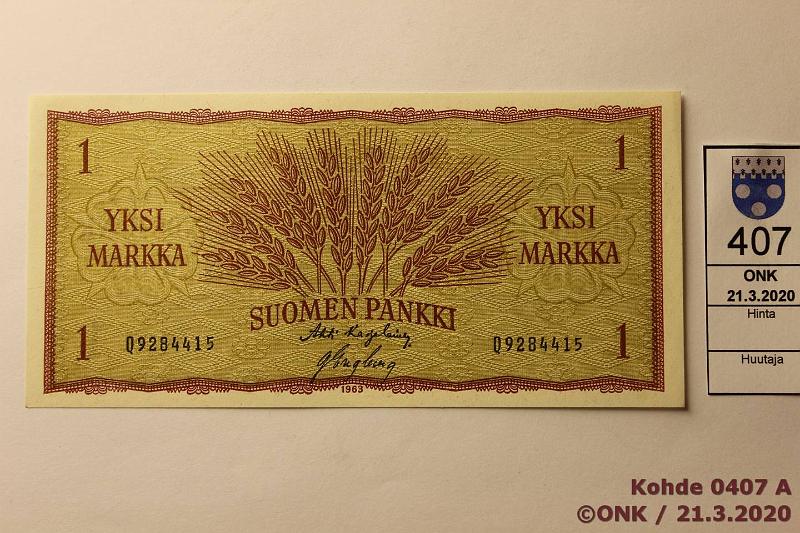 1
1
YKSI
MARKKA
YKSI
MARKKA
SUOMEN PANKKI
1
Q9284415
Q9284415
1
1963
407
ONK
21.3.2020
Hinta
Huutaja
Kohde 0407 A
©ONK / 21.3.2020